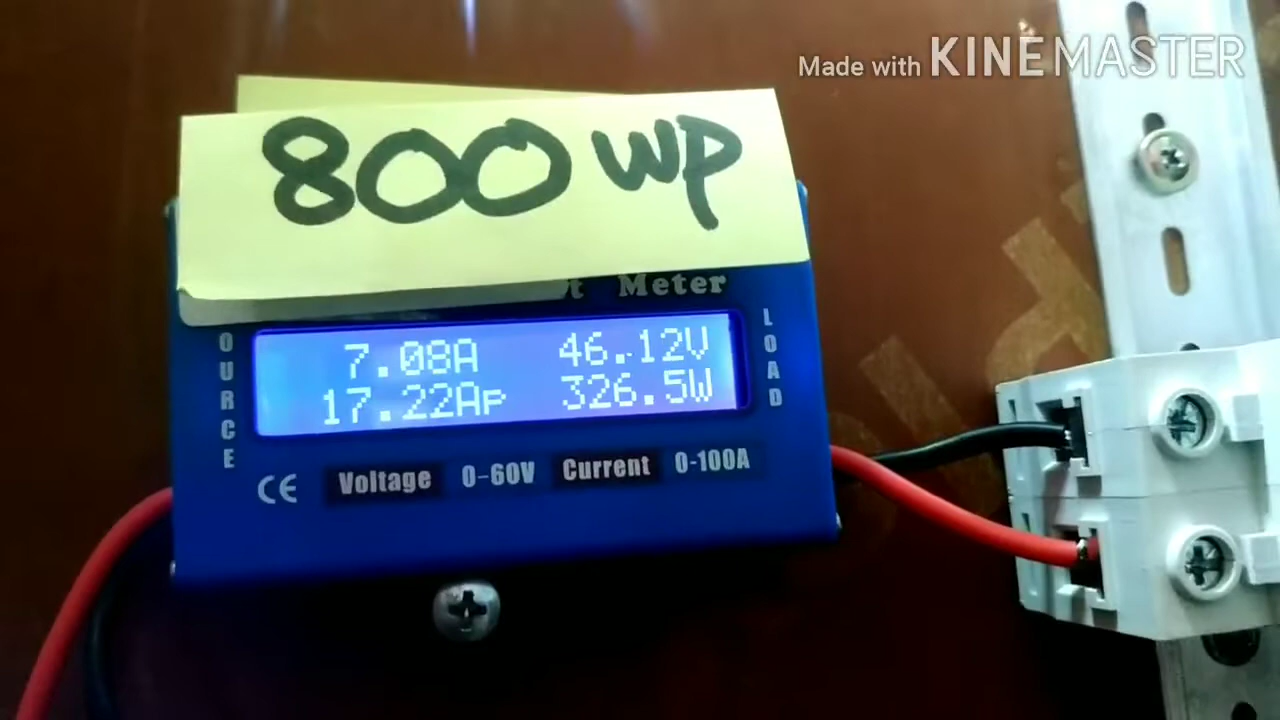 Made with KINEMASTER
800 WP
t Meter
OURCE
7.08A 46.12V
17.22Ap 326.5W
LOAD
CE Voltage 0-60V Current 0-100A